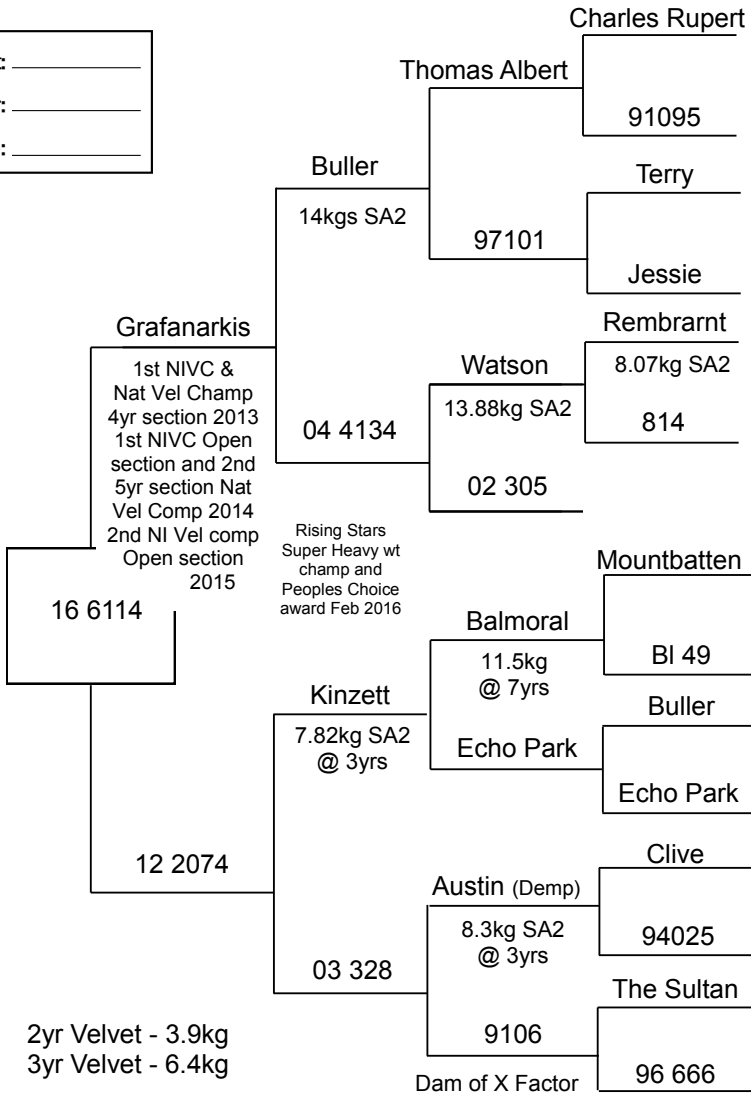 Charles Rupert
Thomas Albert
: ____________
91095
: ____________
: ____________
Buller
Terry
14kgs SA2
97101
Jessie
Grafanarkis
Rembrarnt
1st NIVC &
Nat Vel Champ
4yr section 2013
1st NIVC Open
section and 2nd
5yr section Nat
Vel Comp 2014
2nd NI Vel comp
Open section
2015
Watson
8.07kg SA2
13.88kg SA2
04 4134
814
02 305
Rising Stars
Super Heavy wt
champ and
Peoples Choice
award Feb 2016
Mountbatten
16 6114
Balmoral
11.5kg
@ 7yrs
Bl 49
Kinzett
Buller
7.82kg SA2
@ 3yrs
Echo Park
Echo Park
12 2074
Clive
Austin (Demp)
8.3kg SA2
@ 3yrs
94025
03 328
The Sultan
2yr Velvet - 3.9kg
3yr Velvet - 6.4kg
9106
96 666
Dam of X Factor